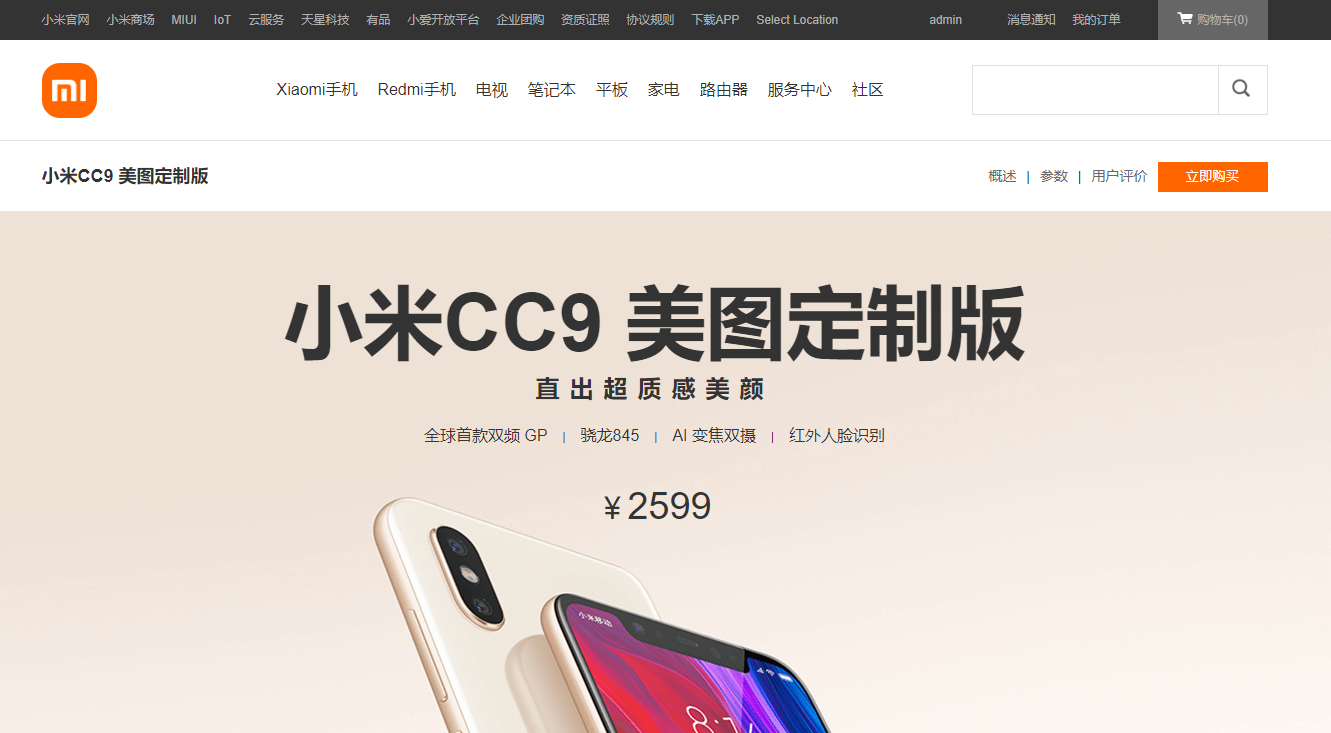 小米官网 小米商场 MIUI IoT 云服务 天星科技 有品 小爱开放平台 企业团购 资质证照 协议规则 下载APP Select Location admin 消息通知 我的订单 购物车(0)
mi Xiaomi手机 Redmi手机 电视 笔记本 平板 家电 路由器 服务中心 社区
小米CC9 美图定制版 概述 | 参数 | 用户评价 立即购买
小米CC9 美图定制版
直出超质感美颜
全球首款双频 GP | 骁龙845 | AI 变焦双摄 | 红外人脸识别
¥2599
小米移动